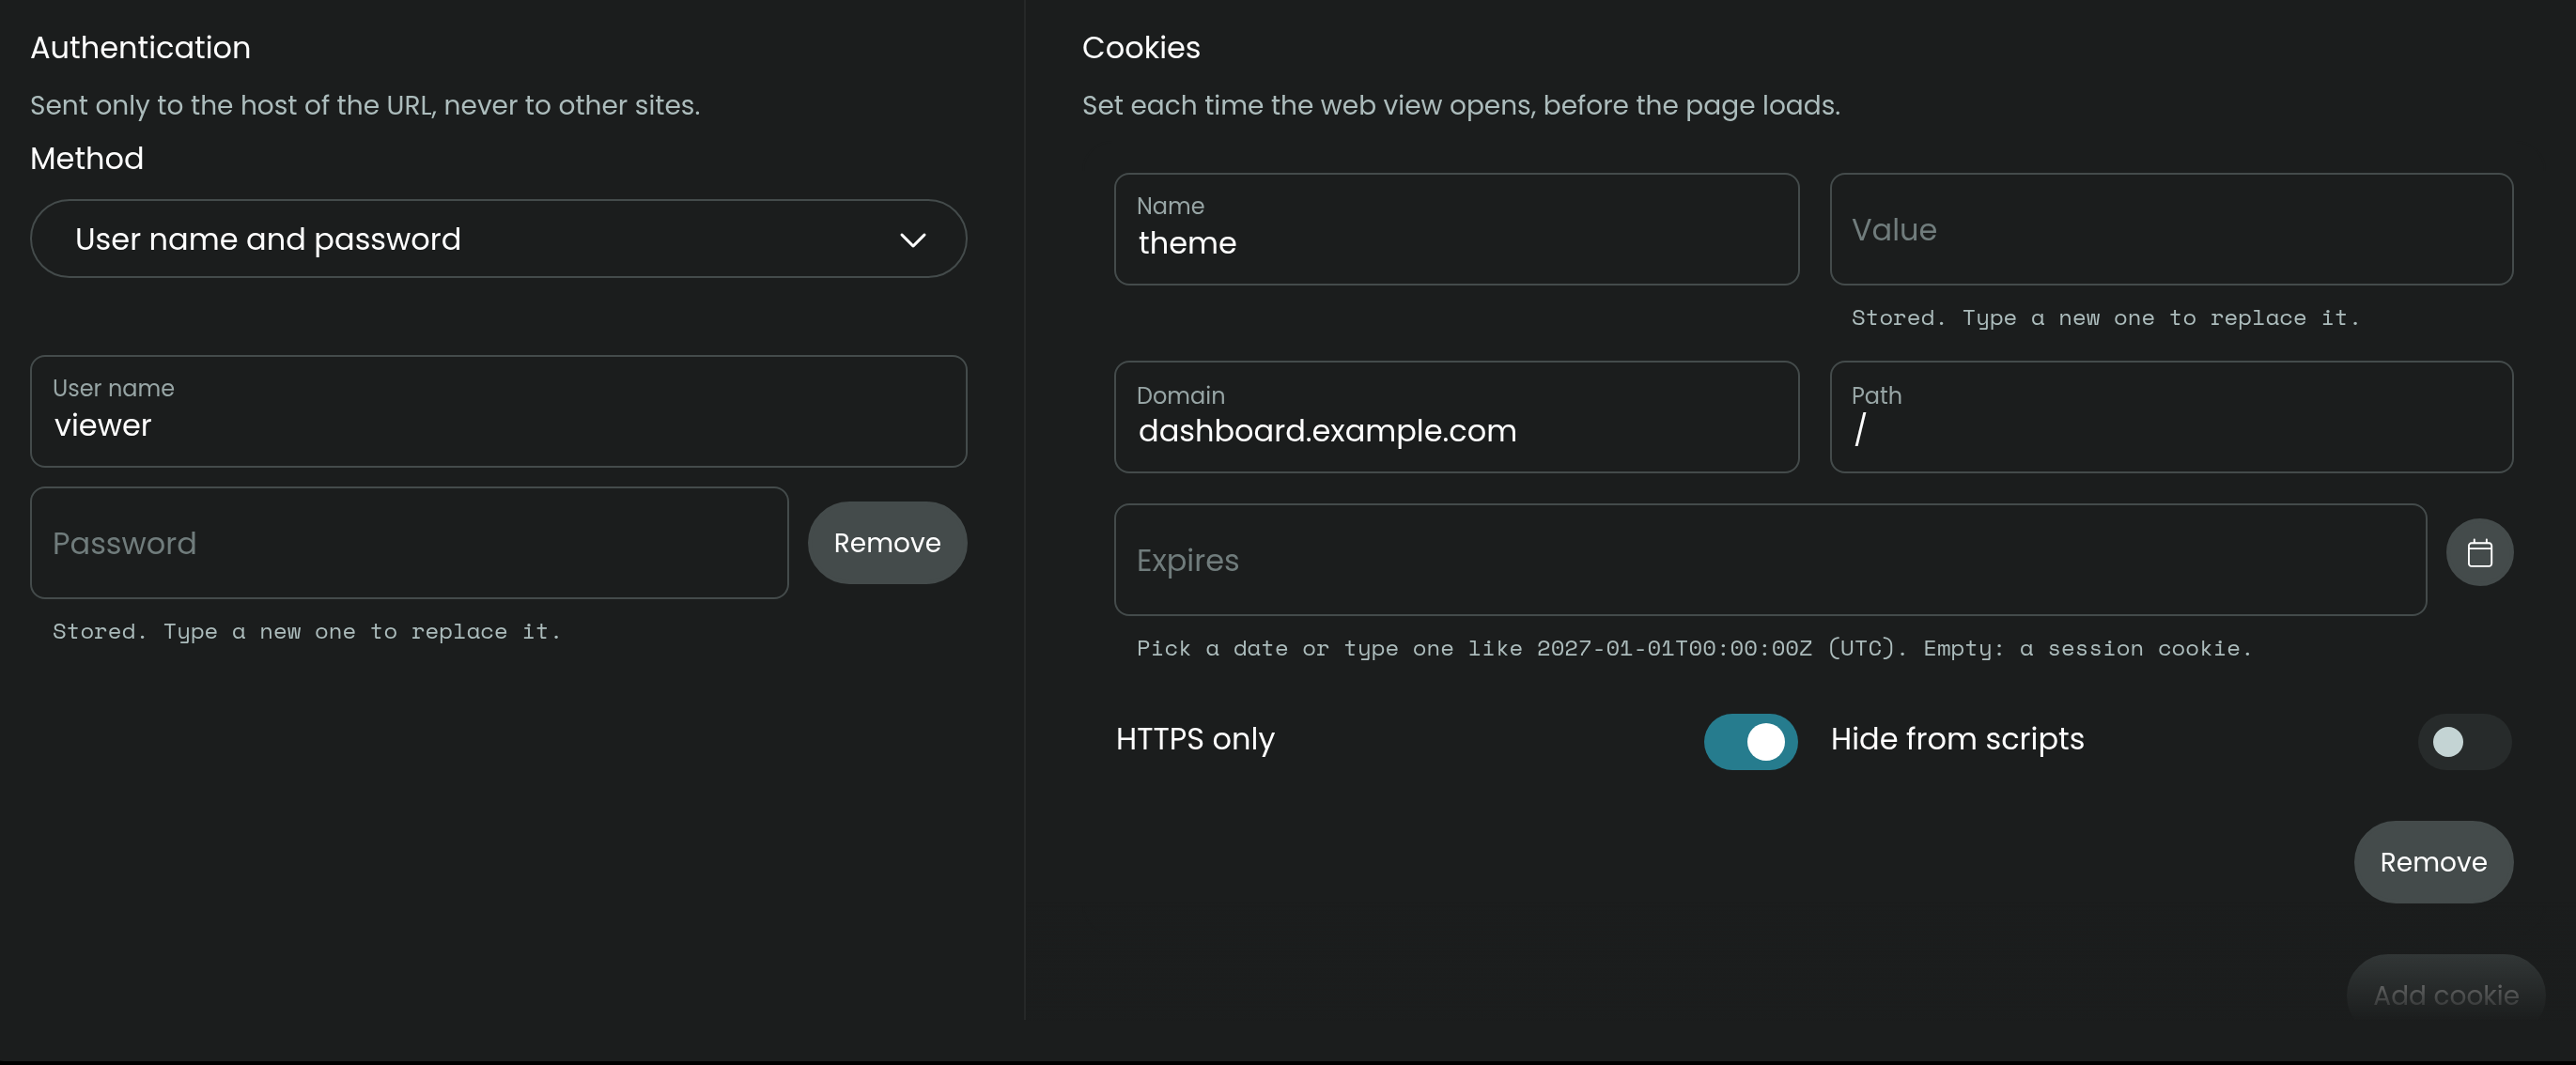 Authentication
Sent only to the host of the URL, never to other sites.
Method
User name and password
User name
viewer
Password
Remove
Stored. Type a new one to replace it.
Cookies
Set each time the web view opens, before the page loads.
Name
theme
Value
Stored. Type a new one to replace it.
Domain
dashboard.example.com
Path
/
Expires
Pick a date or type one like 2027-01-01T00:00:00Z (UTC). Empty: a session cookie.
HTTPS only
Hide from scripts
Remove
Add cookie